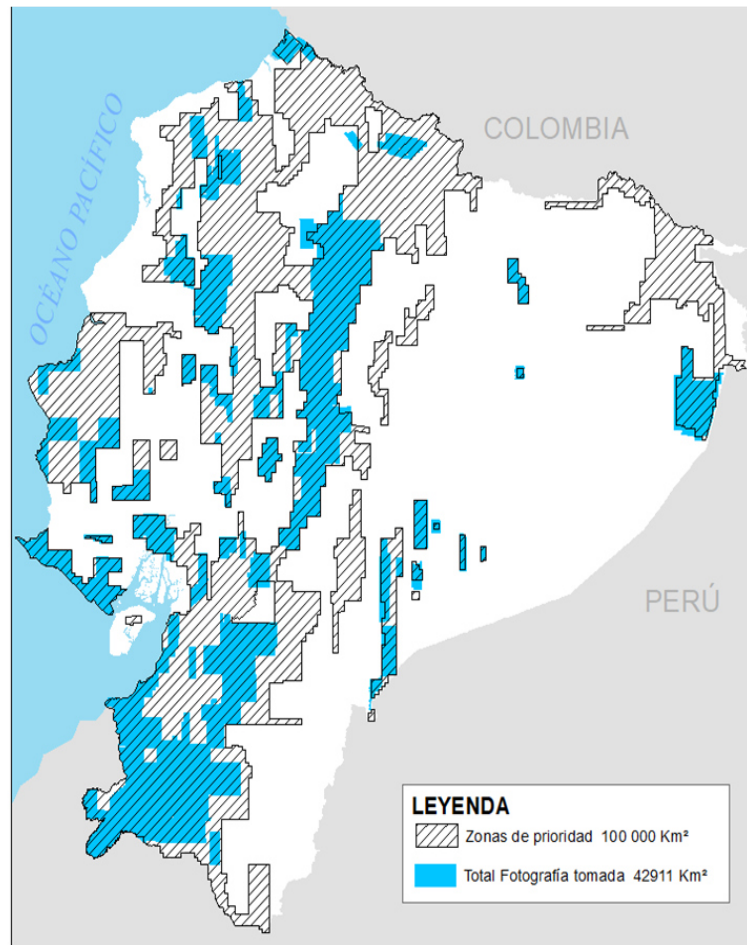 COLOMBIA
OCÉANO PACÍFICO
PERÚ
LEYENDA
Zonas de prioridad 100 000 Km²
Total Fotografía tomada 42911 Km²